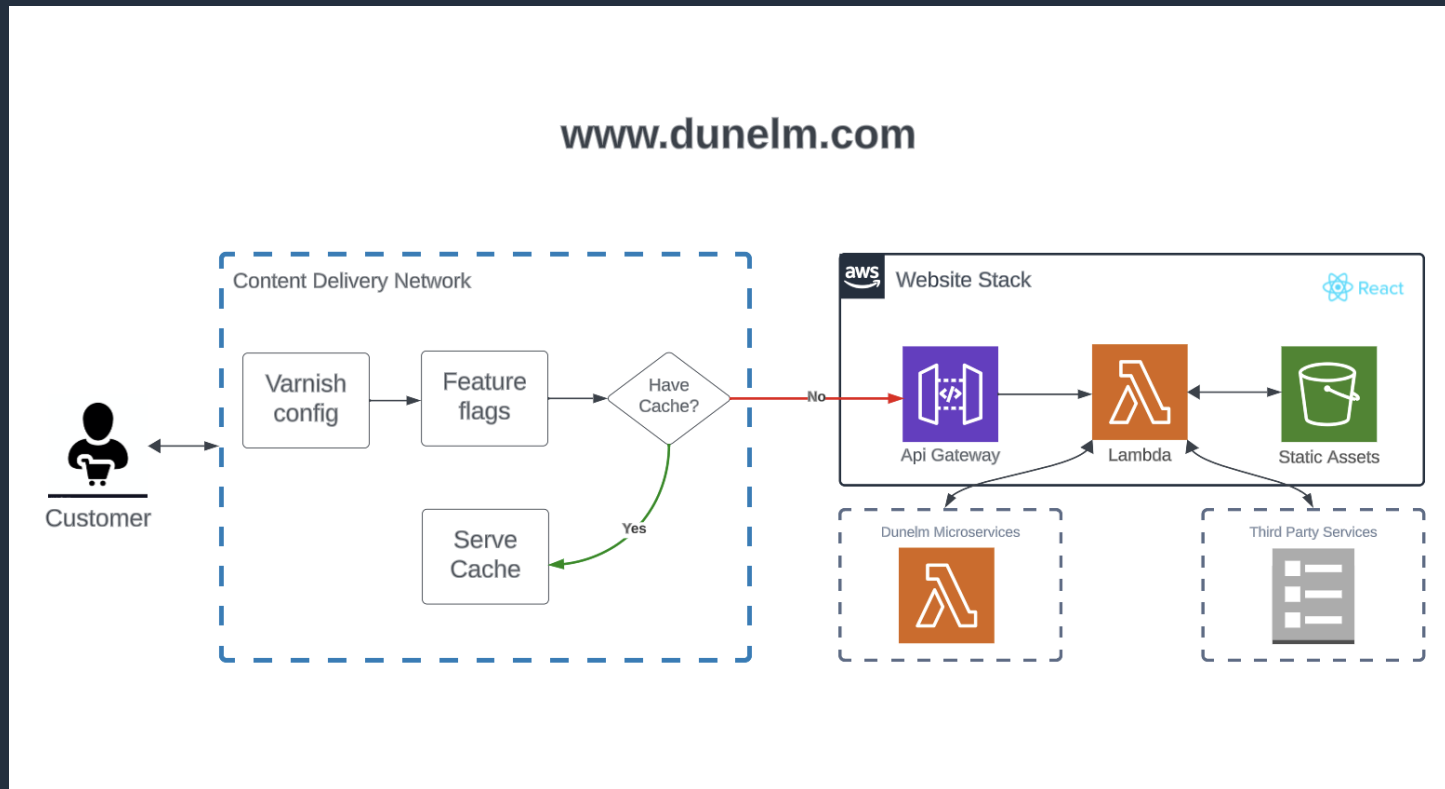 www.dunelm.com
Content Delivery Network
Varnish
config
Feature
flags
Have
Cache?
No
Yes
Serve
Cache
Customer
aws
Website Stack
React
</>
Api Gateway
Lambda
Static Assets
Dunelm Microservices
Third Party Services